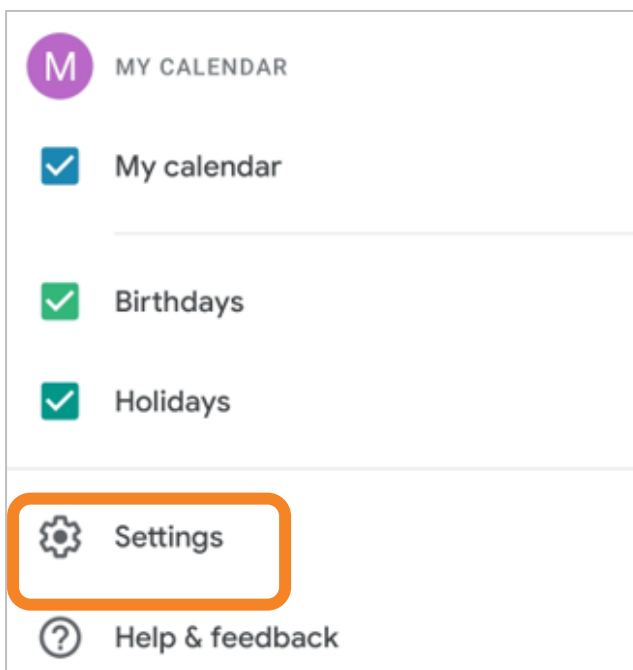 M MY CALENDAR
My calendar
Birthdays
Holidays
Settings
? Help & feedback